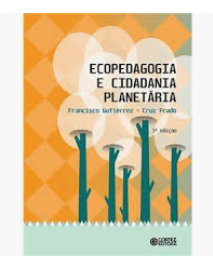 ECOPEDAGOGIA
E CIDADANIA
PLANETÁRIA
Francisco Gutiérrez - Cruz Prado
3ª edição
CORTEZ
EDITORA